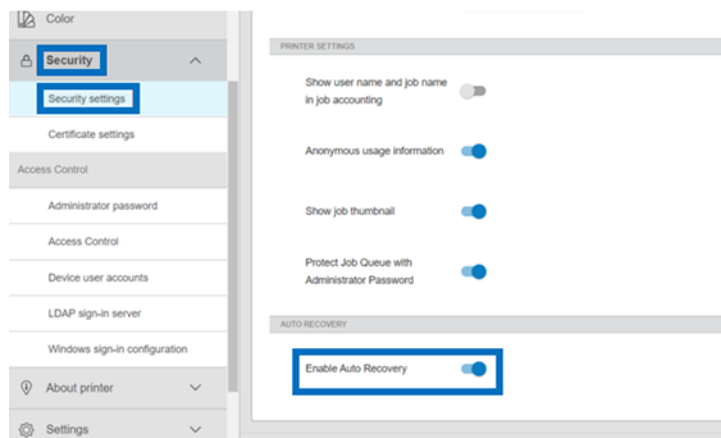 Color
Security
Security settings
Certificate settings
Access Control
Administrator password
Access Control
Device user accounts
LDAP sign-in server
Windows sign-in configuration
About printer
Settings
PRINTER SETTINGS
Show user name and job name
in job accounting
Anonymous usage information
Show job thumbnail
Protect Job Queue with
Administrator Password
AUTO RECOVERY
Enable Auto Recovery